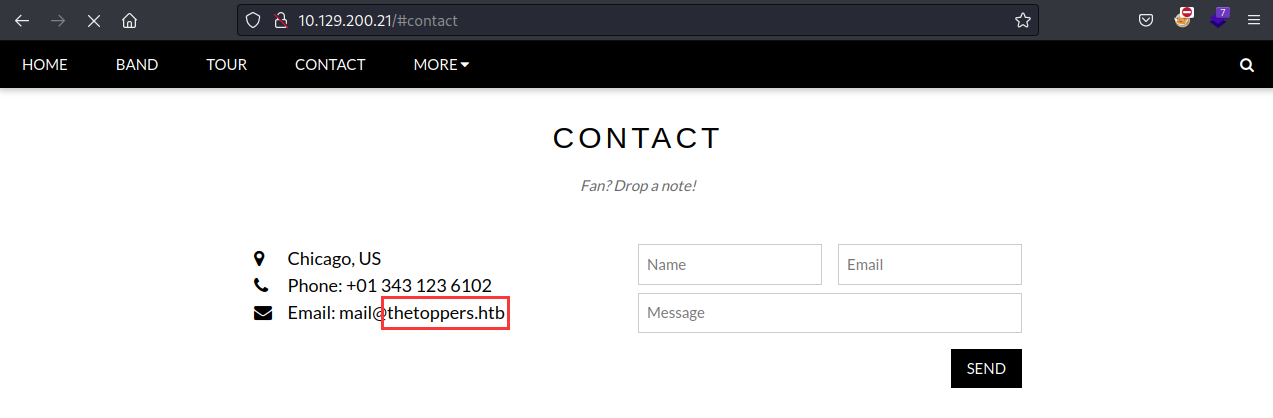 10.129.200.21/#contact
7
HOME BAND TOUR CONTACT MORE
CONTACT
Fan? Drop a note!
Chicago, US
Phone: +01 343 123 6102
Email: mail@thetoppers.htb
Name Email
Message
SEND